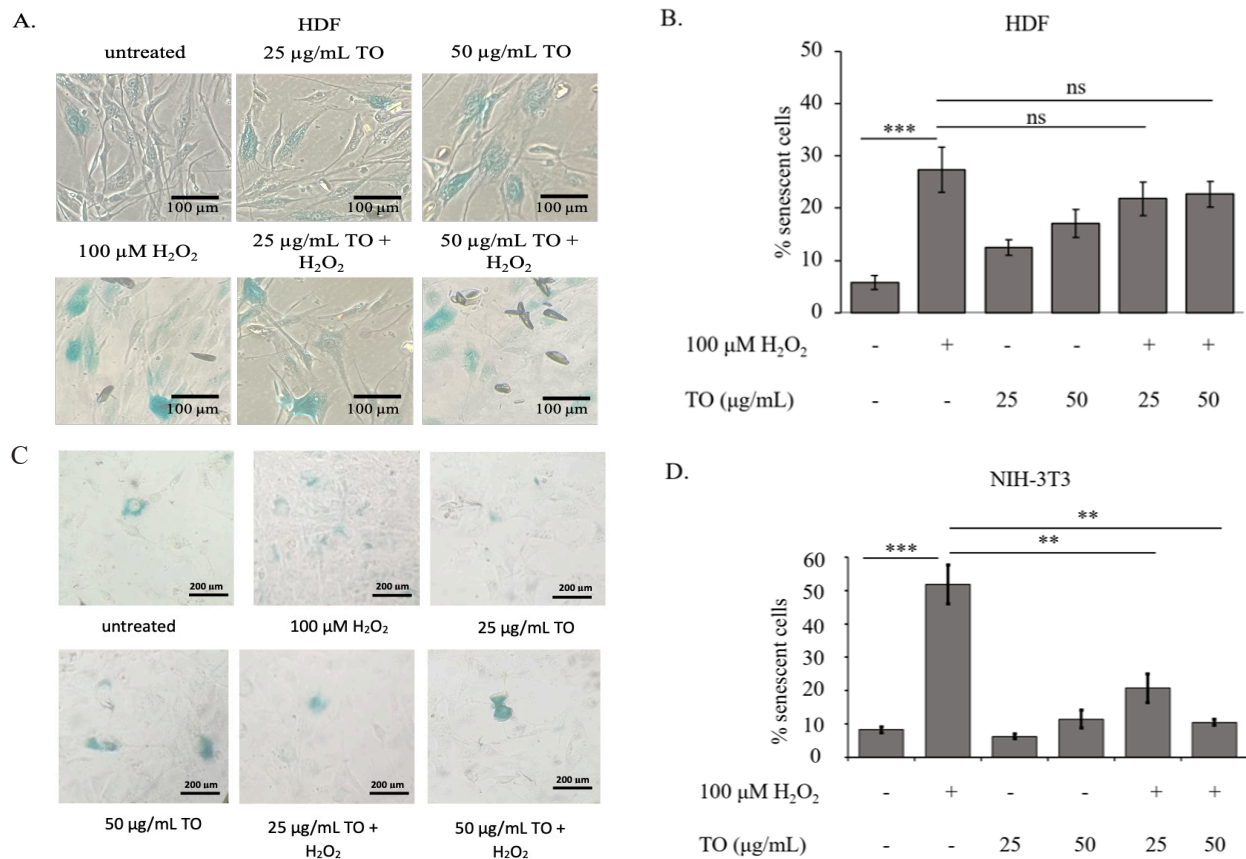 A.
HDF
untreated
25 µg/mL TO
50 µg/mL TO
100 µm
100 µm
100 µm
100 µM H₂O₂
25 µg/mL TO +
H₂O₂
50 µg/mL TO +
H₂O₂
100 µm
100 µm
100 µm
B.
HDF
% senescent cells
50
40
30
20
10
0
ns
ns
***
100 µM H₂O₂ - + - - + +
TO (µg/mL) - - 25 50 25 50
C
200 µm
200 µm
200 µm
untreated
100 µM H₂O₂
25 µg/mL TO
200 µm
200 µm
200 µm
50 µg/mL TO
25 µg/mL TO +
H₂O₂
50 µg/mL TO +
H₂O₂
D.
NIH-3T3
% senescent cells
60
50
40
30
20
10
0
**
**
***
100 µM H₂O₂ - + - - + +
TO (µg/mL) - - 25 50 25 50